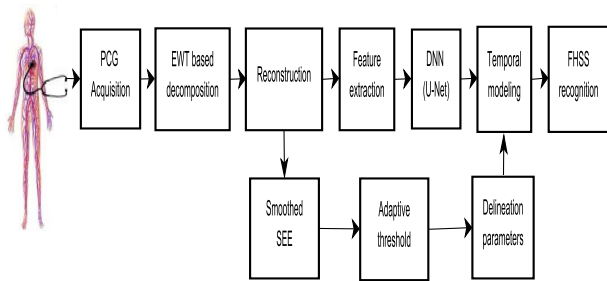 PCG
Acquisition
EWT based
decomposition
Reconstruction
Feature
extraction
DNN
(U-Net)
Temporal
modeling
FHSS
recognition
Smoothed
SEE
Adaptive
threshold
Delineation
parameters